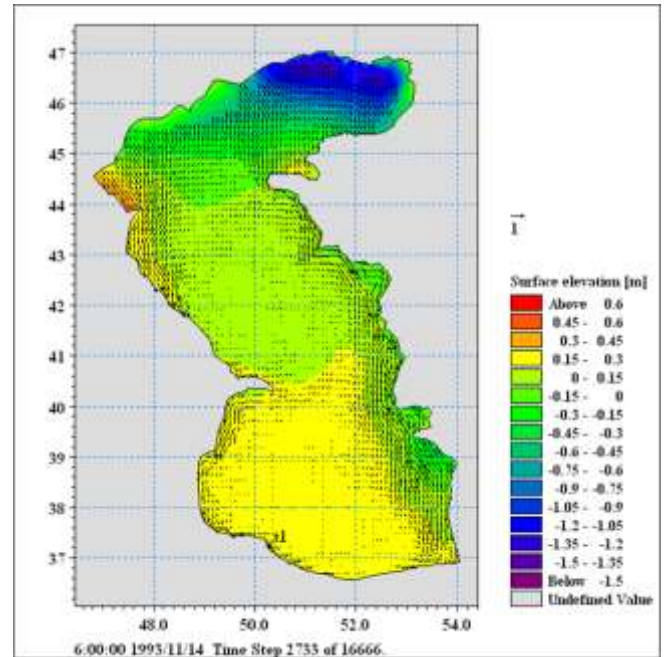 47
46
45
44
43
42
41
40
39
38
37
48.0 50.0 52.0 54.0
6:00:00 1993/11/14 Time Step 2733 of 16666.
1
Surface elevation [m]
Above 0.6
0.45 - 0.6
0.3 - 0.45
0.15 - 0.3
0 - 0.15
-0.15 - 0
-0.3 - -0.15
-0.45 - -0.3
-0.6 - -0.45
-0.75 - -0.6
-0.9 - -0.75
-1.05 - -0.9
-1.2 - -1.05
-1.35 - -1.2
-1.5 - -1.35
Below -1.5
Undefined Value